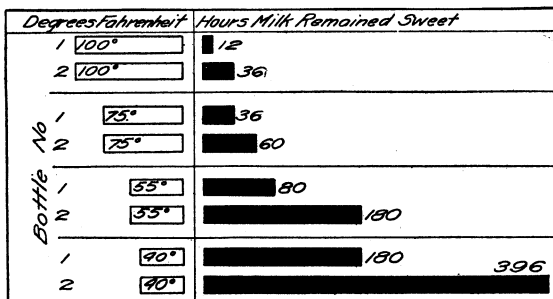 Degrees Fahrenheit Hours Milk Remained Sweet
1 100° 12
2 100° 36
1 75° 36
2 75° 60
1 55° 80
2 55° 180
1 40° 180
2 40° 396
Bottle No